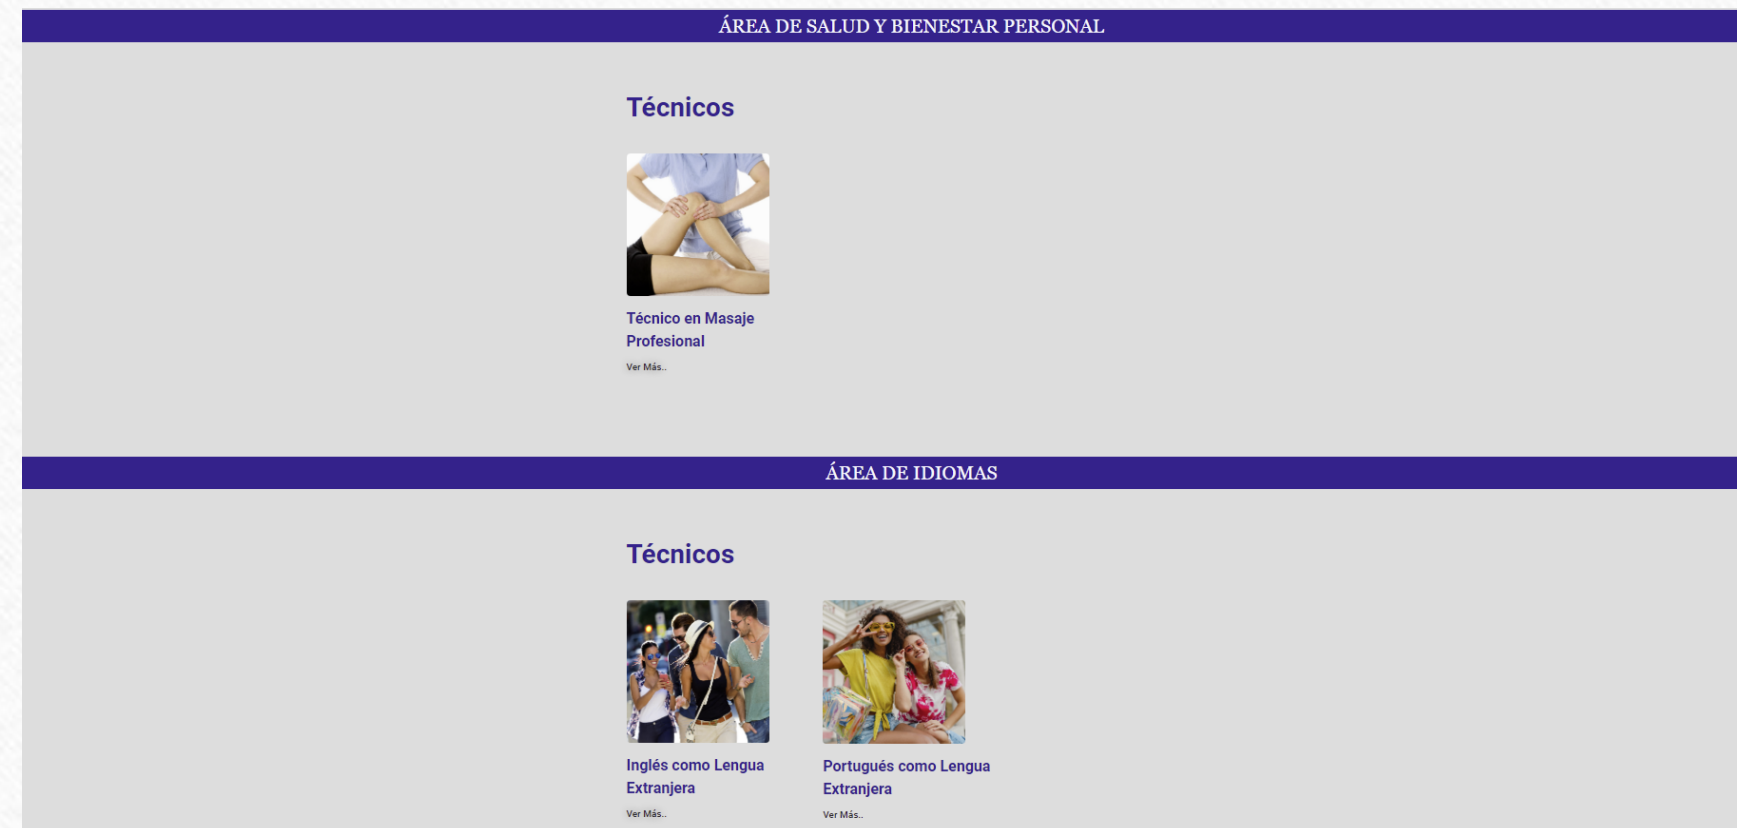 ÁREA DE SALUD Y BIENESTAR PERSONAL
Técnicos
Técnico en Masaje
Profesional
Ver Más..
ÁREA DE IDIOMAS
Técnicos
Inglés como Lengua
Extranjera
Ver Más..
Portugués como Lengua
Extranjera
Ver Más..